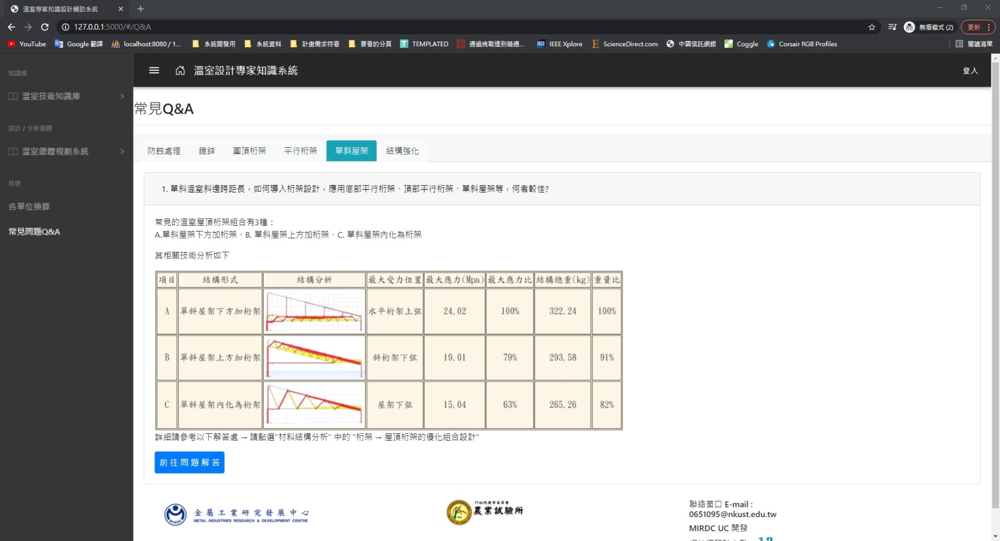 溫室專家知識設計輔助系統
127.0.0.1:5000/#/Q&A
無痕模式 (2)
更新
YouTube
Google 翻譯
localhost:8080 / 1...
系統開發用
系統資料
計畫需求待看
要看的分頁
TEMPLATED
通過挑戰達到精通...
IEEE Xplore
ScienceDirect.com
中國信託網銀
Coggle
Corsair RGB Profiles
閱讀清單
知識庫
溫室技術知識庫
設計 / 分析規劃
溫室總體規劃系統
其他
各單位換算
常見問題Q&A
溫室設計專家知識系統
登入
常見Q&A
防蝕處理 鍍鋅 圓頂桁架 平行桁架 單斜屋架 結構強化
1. 單斜溫室斜邊跨距長，如何導入桁架設計，應用底部平行桁架、頂部平行桁架、單斜屋架等，何者較佳?
常見的溫室屋頂桁架組合有3種：
A.單斜屋架下方加桁架、B. 單斜屋架上方加桁架、C. 單斜屋架內化為桁架
其相關技術分析如下
項目 結構形式 結構分析 最大受力位置 最大應力(Mpa) 最大應力比 結構總重(kg) 重量比
A 單斜屋架下方加桁架 水平桁架上弦 24.02 100% 322.24 100%
B 單斜屋架上方加桁架 斜桁架下弦 19.01 79% 293.58 91%
C 單斜屋架內化為桁架 屋架下弦 15.04 63% 265.26 82%
詳細請參考以下解答處 → 請點選"材料結構分析" 中的 "桁架 → 屋頂桁架的優化組合設計"
前往問題解答
MIRDC
金屬工業研究發展中心
METAL INDUSTRIES RESEARCH & DEVELOPMENT CENTRE
行政院農業委員會
農業試驗所
聯絡窗口 E-mail :
0651095@nkust.edu.tw
MIRDC UC 開發